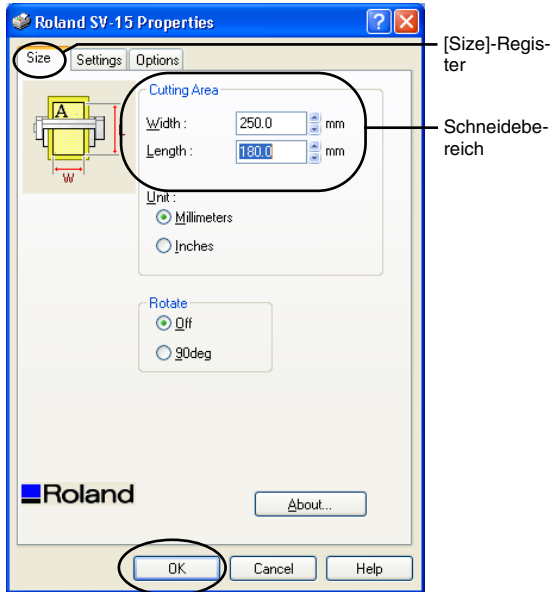 Roland SV-15 Properties
[Size]-Regis-
ter
Size Settings Options
Cutting Area
A
L
W
Width : 250.0 mm
Length : 180.0 mm
Schneidebe-
reich
Unit :
Millimeters
Inches
Rotate
Off
90deg
Roland
About...
OK Cancel Help